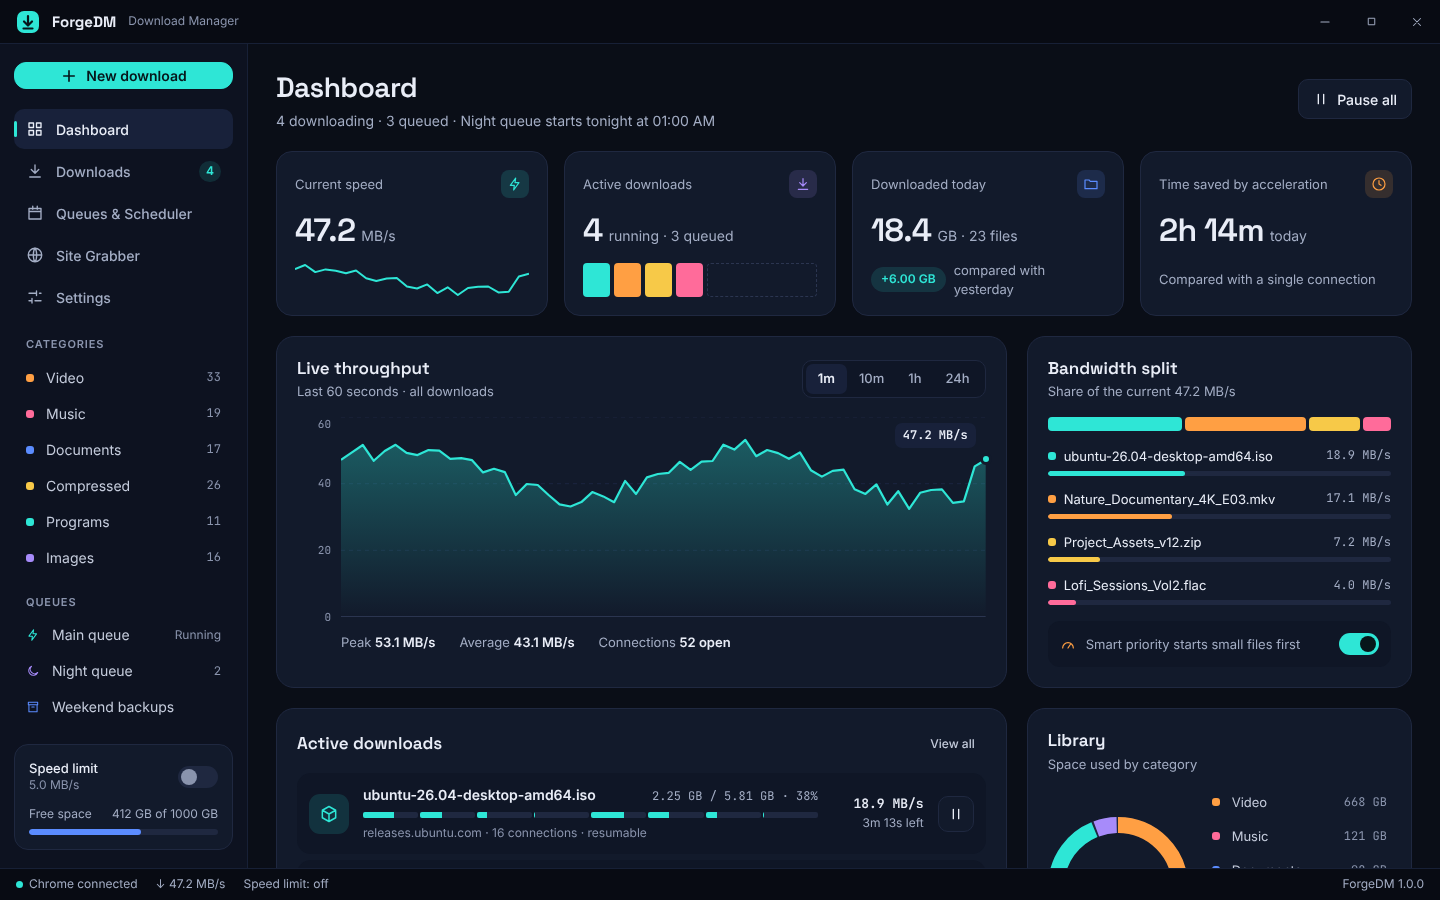 ForgeDM Download Manager
New download
Dashboard
Downloads 4
Queues & Scheduler
Site Grabber
Settings
CATEGORIES
Video 33
Music 19
Documents 17
Compressed 26
Programs 11
Images 16
QUEUES
Main queue Running
Night queue 2
Weekend backups
Speed limit
5.0 MB/s
Free space 412 GB of 1000 GB
Dashboard
4 downloading · 3 queued · Night queue starts tonight at 01:00 AM
Pause all
Current speed
47.2 MB/s
Active downloads
4 running · 3 queued
Downloaded today
18.4 GB · 23 files
+6.00 GB compared with
yesterday
Time saved by acceleration
2h 14m today
Compared with a single connection
Live throughput
Last 60 seconds · all downloads
1m 10m 1h 24h
60
47.2 MB/s
40
20
0
Peak 53.1 MB/s Average 43.1 MB/s Connections 52 open
Bandwidth split
Share of the current 47.2 MB/s
ubuntu-26.04-desktop-amd64.iso 18.9 MB/s
Nature_Documentary_4K_E03.mkv 17.1 MB/s
Project_Assets_v12.zip 7.2 MB/s
Lofi_Sessions_Vol2.flac 4.0 MB/s
Smart priority starts small files first
Active downloads View all
ubuntu-26.04-desktop-amd64.iso 2.25 GB / 5.81 GB · 38%
releases.ubuntu.com · 16 connections · resumable
18.9 MB/s
3m 13s left
Library
Space used by category
Video 668 GB
Music 121 GB
Chrome connected 47.2 MB/s Speed limit: off
ForgeDM 1.0.0